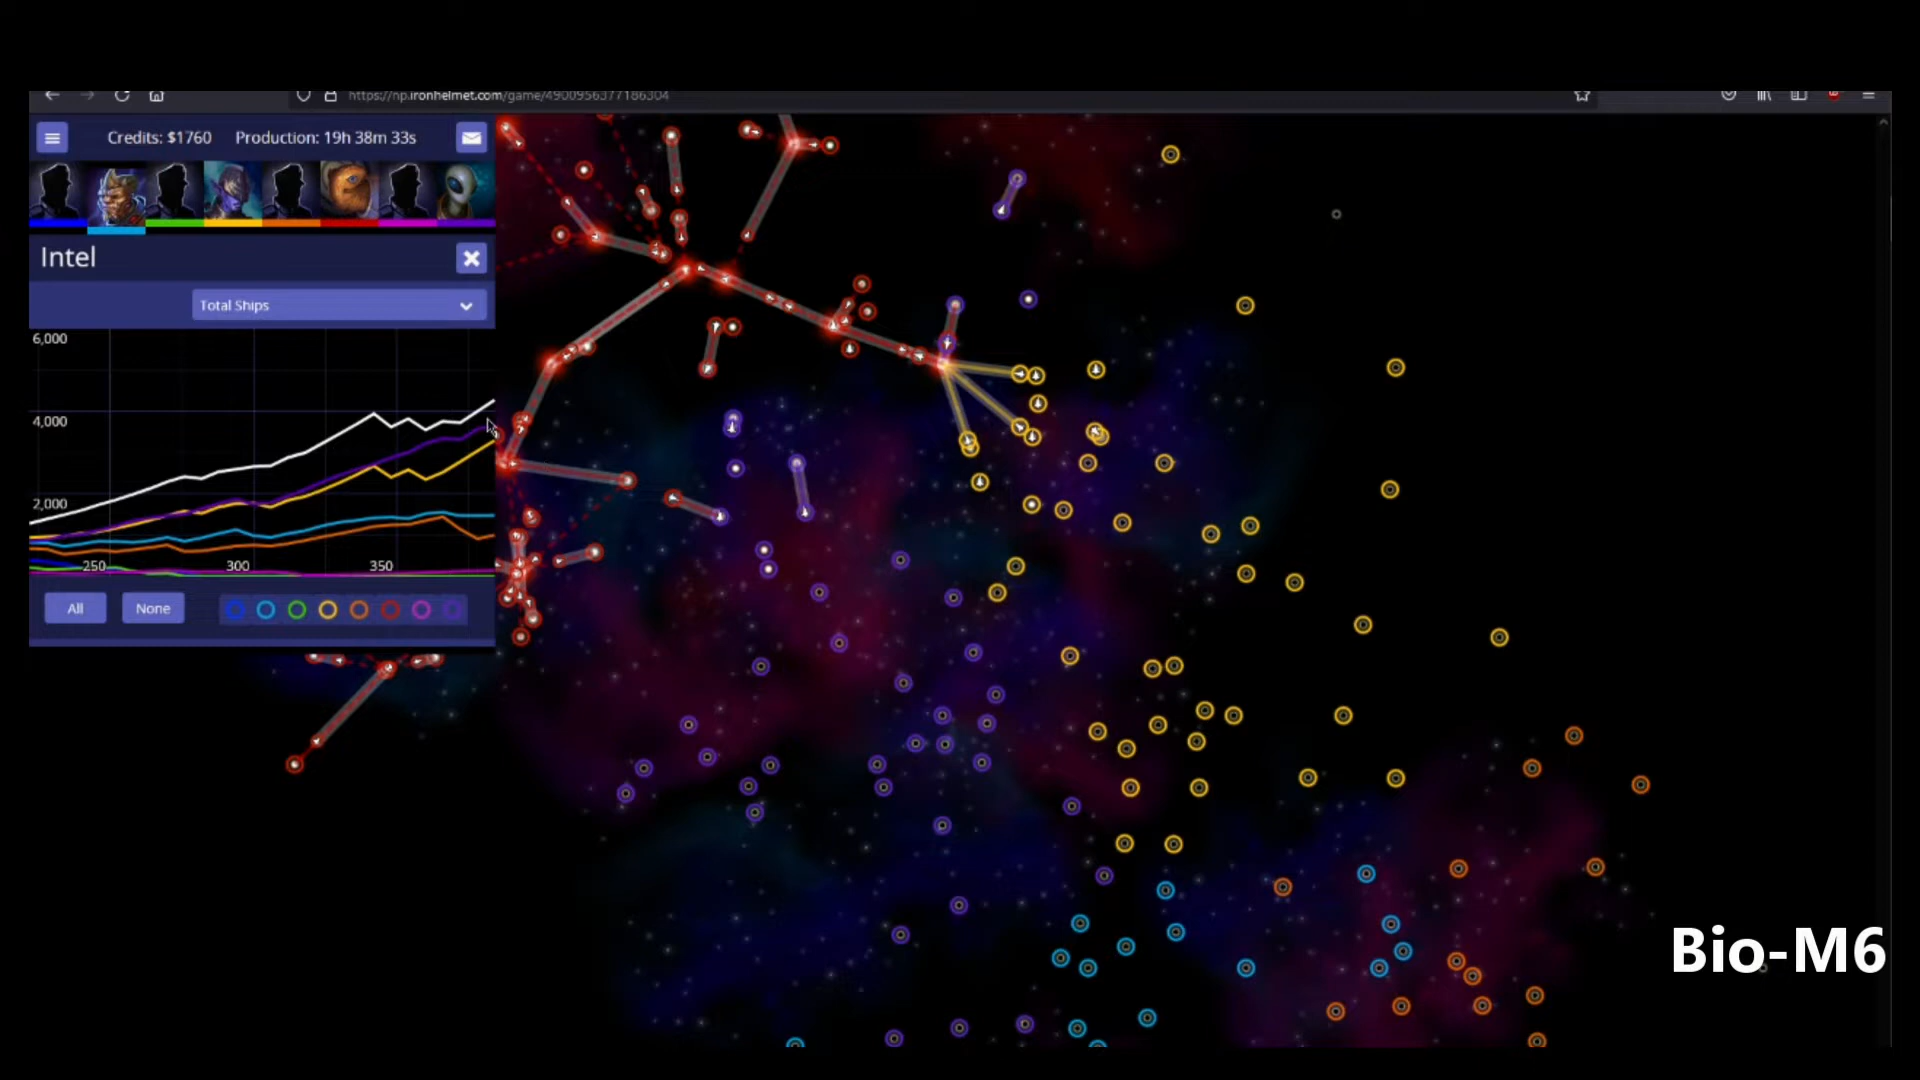 https://np.ironhelmet.com/game/4900956377186304
Credits: $1760 Production: 19h 38m 33s
Intel
Total Ships
6,000
4,000
2,000
250 300 350
All None
Bio-M6